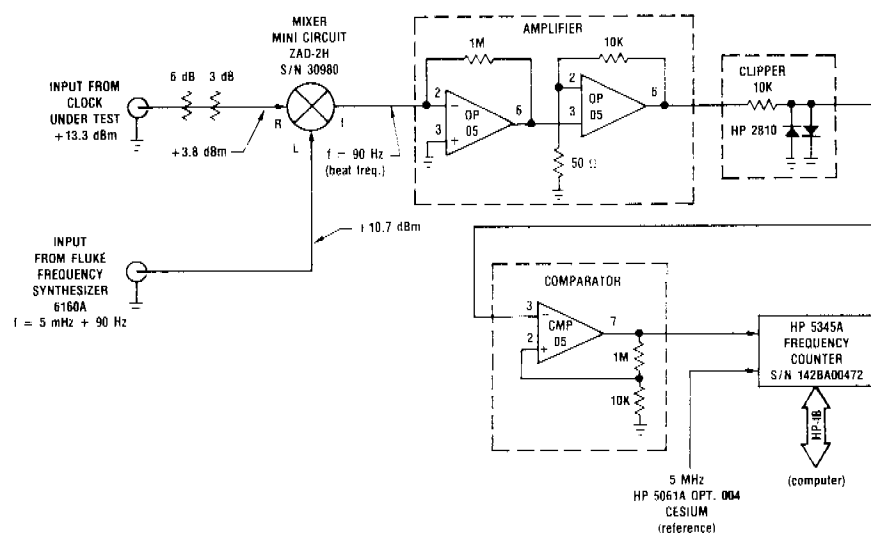 MIXER
MINI CIRCUIT
ZAD-2H
S/N 30980
AMPLIFIER
1M
10K
6 dB
3 dB
INPUT FROM
CLOCK
UNDER TEST
+13.3 dBm
R
I
L
+3.8 dBm
f = 90 Hz
(beat freq.)
2
-
3
+
OP
05
6
2
3
OP
05
6
50 Ω
CLIPPER
10K
HP 2810
+10.7 dBm
INPUT
FROM FLUKE
FREQUENCY
SYNTHESIZER
6160A
f = 5 mHz + 90 Hz
COMPARATOR
3
-
2
+
CMP
05
7
1M
10K
HP 5345A
FREQUENCY
COUNTER
S/N 142BA00472
HP-IB
(computer)
5 MHz
HP 5061A OPT. 004
CESIUM
(reference)